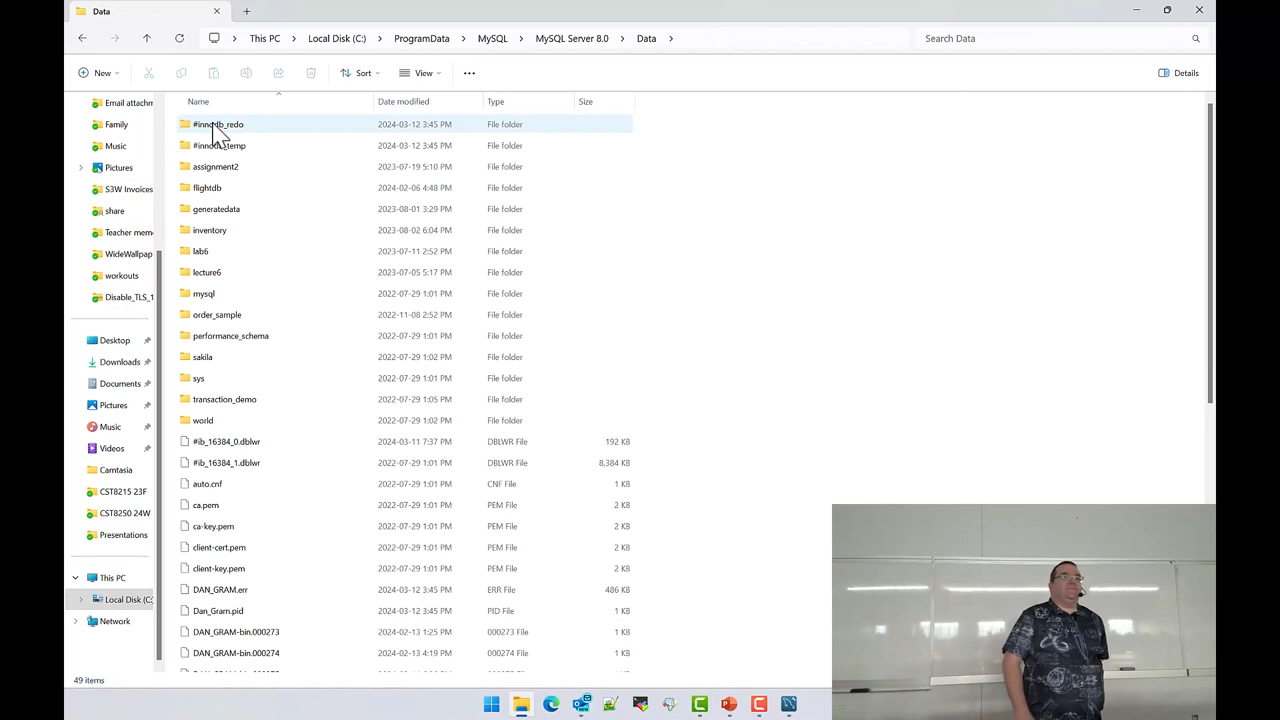 Data
This PC > Local Disk (C:) > ProgramData > MySQL > MySQL Server 8.0 > Data >
Search Data
New
Sort
View
Details
Name Date modified Type Size
Email attachm
Family
Music
Pictures
S3W Invoices
share
Teacher mem
WideWallpap
workouts
Disable_TLS_1
Desktop
Downloads
Documents
Pictures
Music
Videos
Camtasia
CST8215 23F
CST8250 24W
Presentations
This PC
Local Disk (C:
Network
#innodb_redo 2024-03-12 3:45 PM File folder
#innodb_temp 2024-03-12 3:45 PM File folder
assignment2 2023-07-19 5:10 PM File folder
flightdb 2024-02-06 4:48 PM File folder
generatedata 2023-08-01 3:29 PM File folder
inventory 2023-08-02 6:04 PM File folder
lab6 2023-07-11 2:52 PM File folder
lecture6 2023-07-05 5:17 PM File folder
mysql 2022-07-29 1:01 PM File folder
order_sample 2022-11-08 2:52 PM File folder
performance_schema 2022-07-29 1:01 PM File folder
sakila 2022-07-29 1:02 PM File folder
sys 2022-07-29 1:01 PM File folder
transaction_demo 2022-07-29 1:05 PM File folder
world 2022-07-29 1:02 PM File folder
#ib_16384_0.dblwr 2024-03-11 7:37 PM DBLWR File 192 KB
#ib_16384_1.dblwr 2022-07-29 1:01 PM DBLWR File 8,384 KB
auto.cnf 2022-07-29 1:01 PM CNF File 1 KB
ca.pem 2022-07-29 1:01 PM PEM File 2 KB
ca-key.pem 2022-07-29 1:01 PM PEM File 2 KB
client-cert.pem 2022-07-29 1:01 PM PEM File 2 KB
client-key.pem 2022-07-29 1:01 PM PEM File 2 KB
DAN_GRAM.err 2024-03-12 3:45 PM ERR File 486 KB
Dan_Gram.pid 2024-03-12 3:45 PM PID File 1 KB
DAN_GRAM-bin.000273 2024-02-13 1:25 PM 000273 File 1 KB
DAN_GRAM-bin.000274 2024-02-13 4:19 PM 000274 File 1 KB
49 items